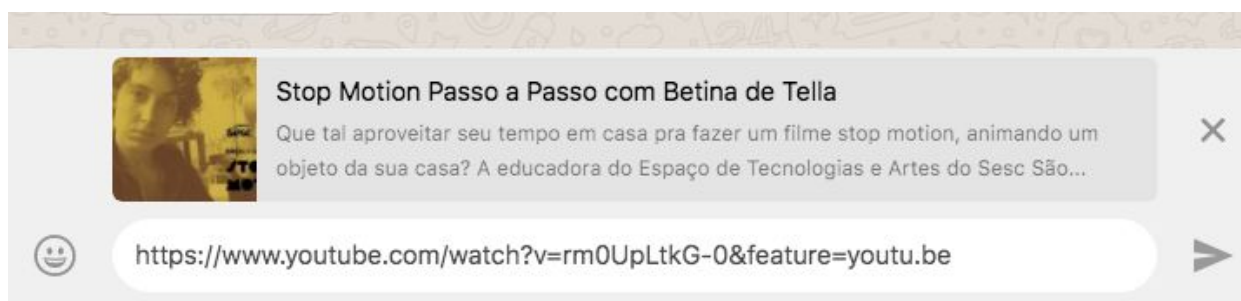 Stop Motion Passo a Passo com Betina de Tella
Que tal aproveitar seu tempo em casa pra fazer um filme stop motion, animando um
objeto da sua casa? A educadora do Espaço de Tecnologias e Artes do Sesc São...
https://www.youtube.com/watch?v=rm0UpLtkG-0&feature=youtu.be